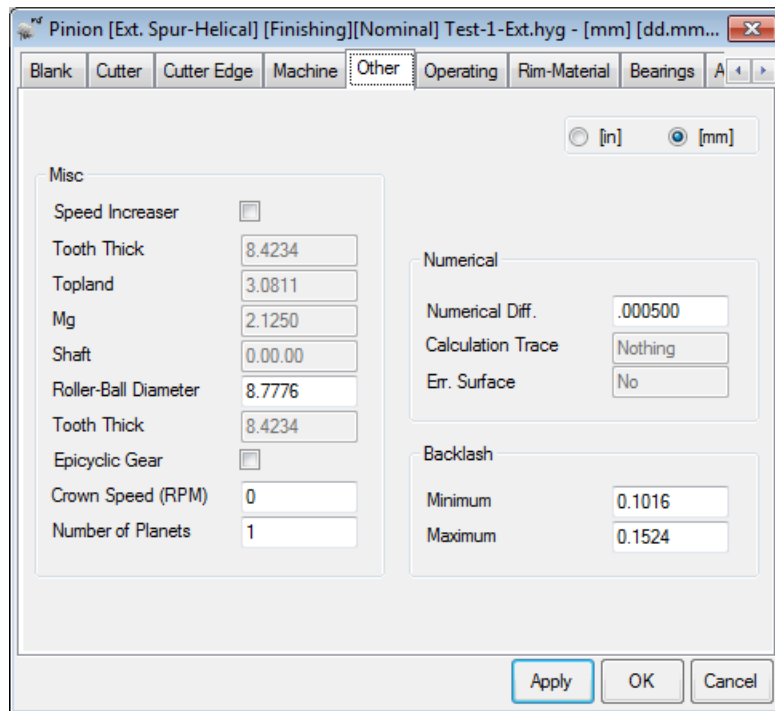 Pinion [Ext. Spur-Helical] [Finishing][Nominal] Test-1-Ext.hyg - [mm] [dd.mm...
Blank Cutter Cutter Edge Machine Other Operating Rim-Material Bearings A
[in] [mm]
Misc
Speed Increaser
Tooth Thick 8.4234
Topland 3.0811
Mg 2.1250
Shaft 0.00.00
Roller-Ball Diameter 8.7776
Tooth Thick 8.4234
Epicyclic Gear
Crown Speed (RPM) 0
Number of Planets 1
Numerical
Numerical Diff. .000500
Calculation Trace Nothing
Err. Surface No
Backlash
Minimum 0.1016
Maximum 0.1524
Apply OK Cancel